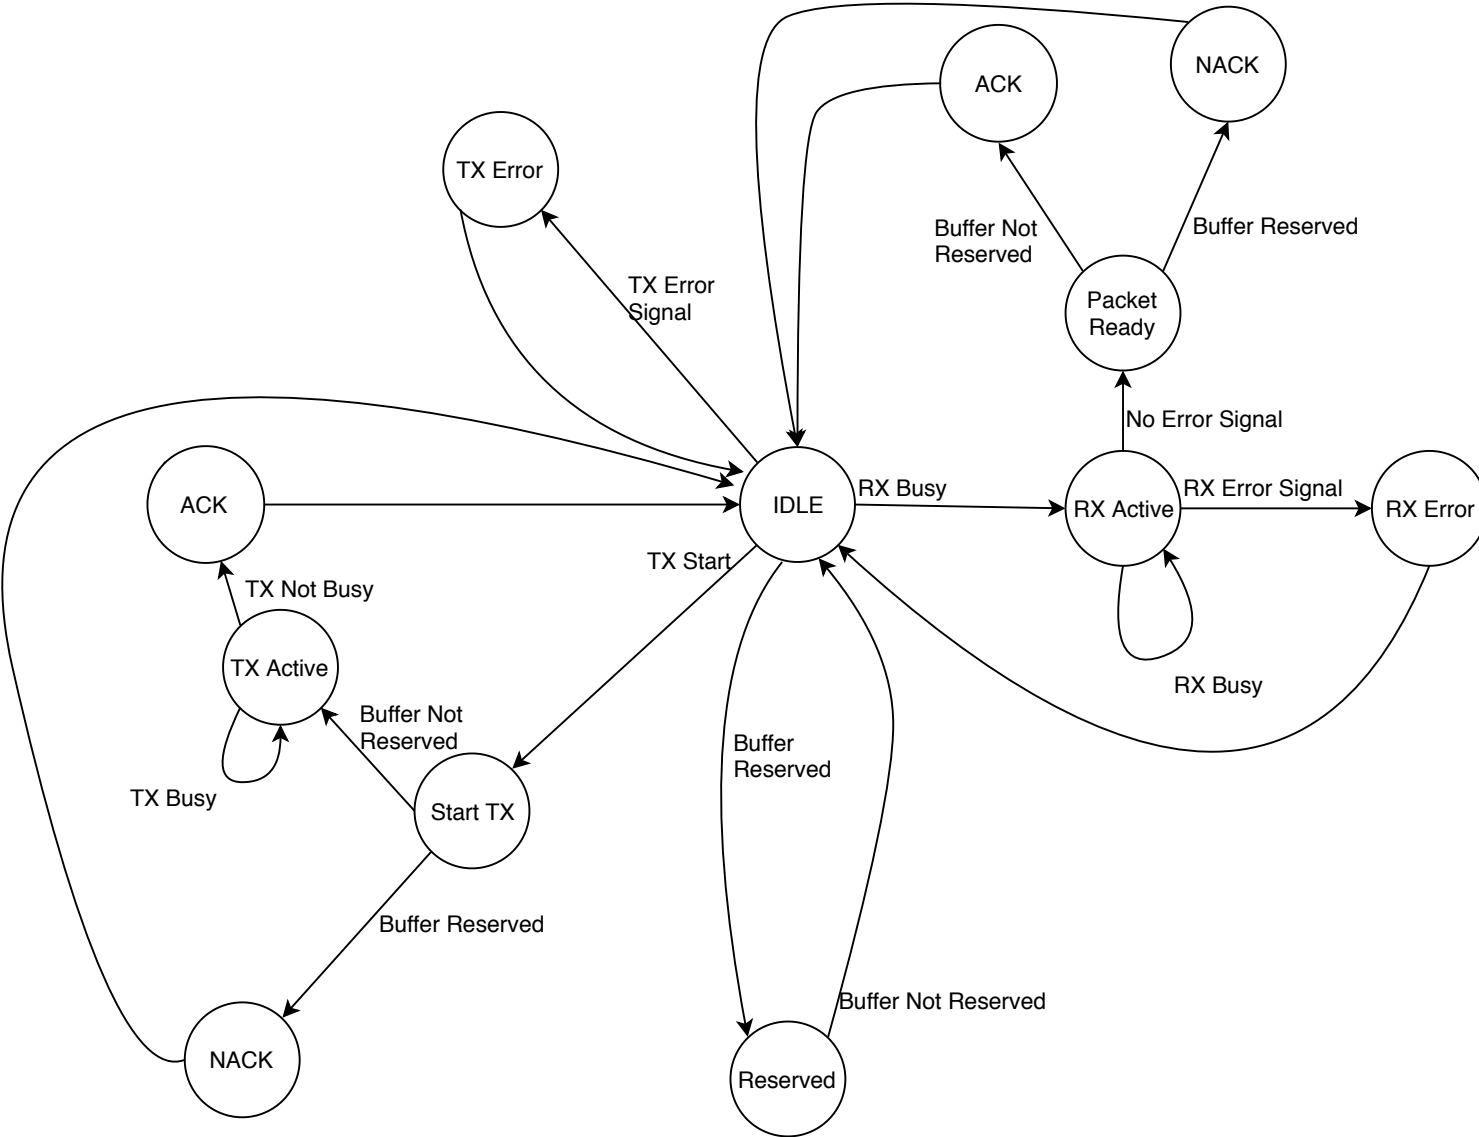 NACK
ACK
TX Error
Buffer Not
Reserved
Buffer Reserved
TX Error
Signal
Packet
Ready
No Error Signal
ACK
IDLE
RX Busy
RX Active
RX Error Signal
RX Error
TX Start
TX Not Busy
TX Active
RX Busy
Buffer Not
Reserved
Buffer
Reserved
TX Busy
Start TX
Buffer Reserved
Buffer Not Reserved
NACK
Reserved